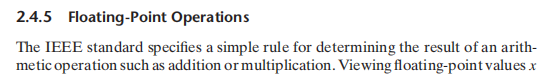 2.4.5 Floating-Point Operations
The IEEE standard specifies a simple rule for determining the result of an arith-
metic operation such as addition or multiplication. Viewing floating-point values x